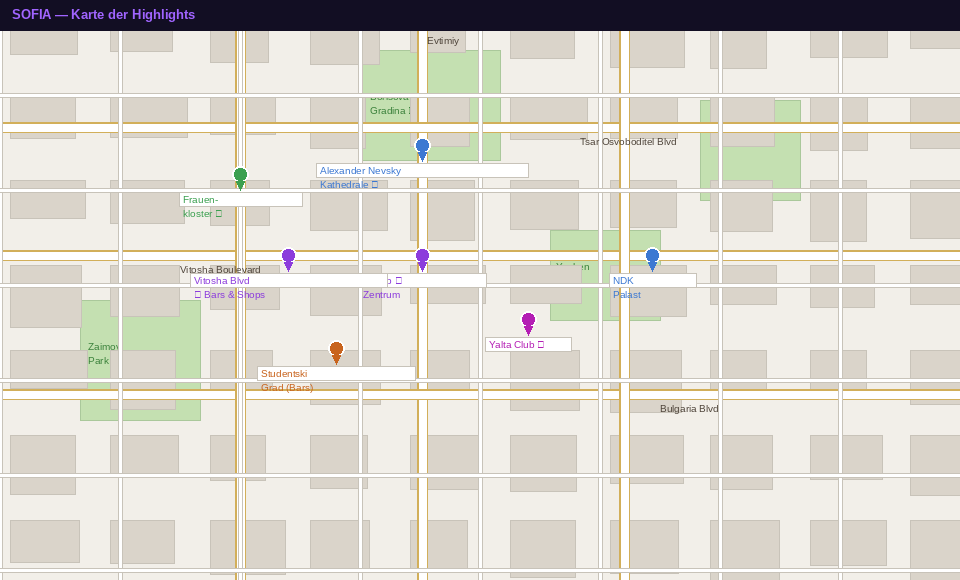 SOFIA — Karte der Highlights
Evtimiy
Gradina
Tsar Osvoboditel Blvd
Alexander Nevsky
Kathedrale
Frauen-
kloster
Vitosha Boulevard
Vitosha Blvd
Bars & Shops
Zentrum
NDK
Palast
Yalta Club
Zaimov
Park
Studentski
Grad (Bars)
Bulgaria Blvd